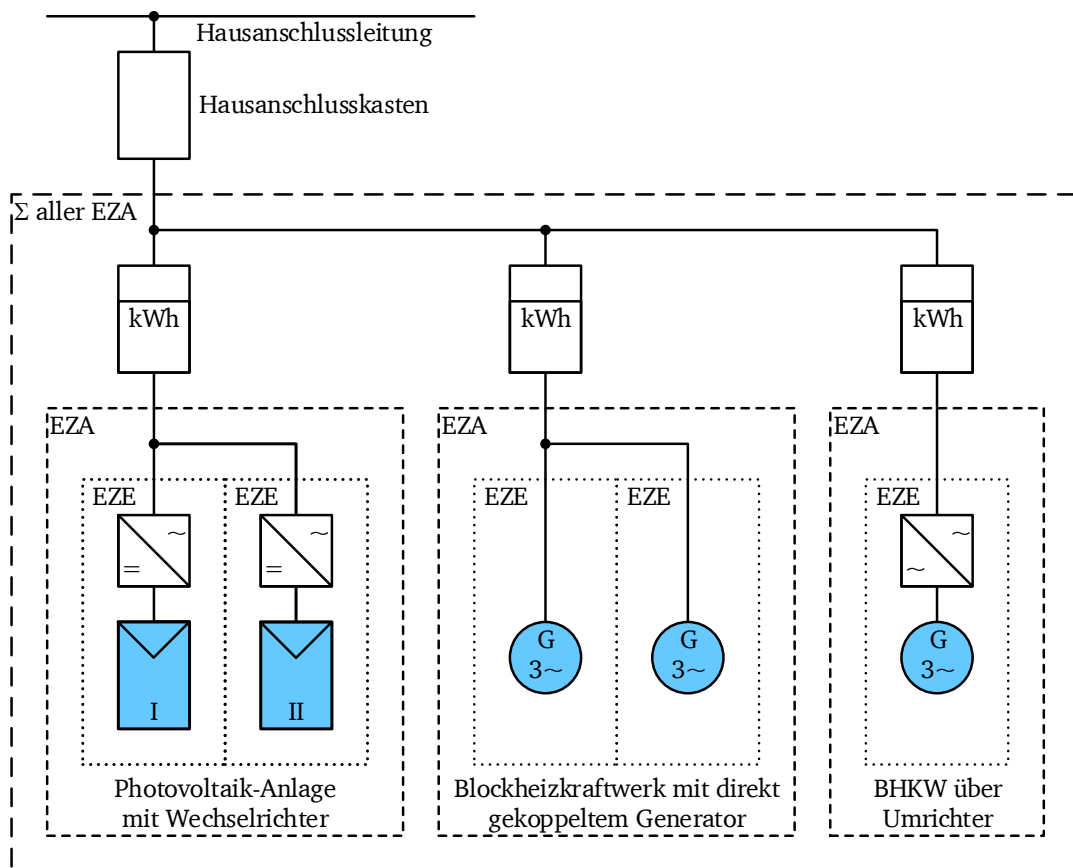 Hausanschlussleitung
Hausanschlusskasten
Σ aller EZA
kWh
kWh
kWh
EZA
EZA
EZA
EZE
EZE
EZE
EZE
EZE
~
=
~
=
~
~
I
II
G
3~
G
3~
G
3~
Photovoltaik-Anlage
mit Wechselrichter
Blockheizkraftwerk mit direkt
gekoppeltem Generator
BHKW über
Umrichter